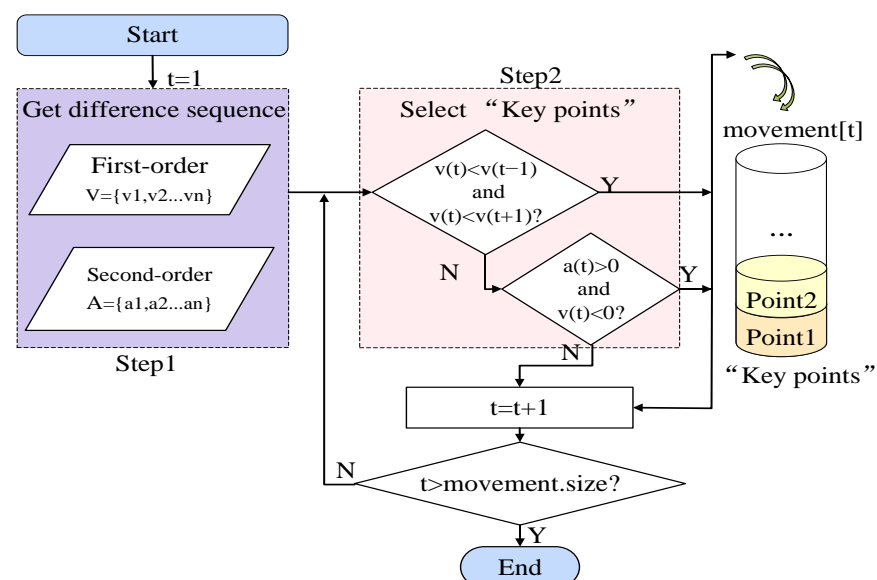 Start
t=1
Get difference sequence
First-order
V={v1,v2...vn}
Second-order
A={a1,a2...an}
Step1
Step2
Select “Key points”
v(t)<v(t−1)
and
v(t)<v(t+1)?
Y
N
a(t)>0
and
v(t)<0?
Y
N
t=t+1
t>movement.size?
N
Y
End
movement[t]
...
Point2
Point1
“Key points”